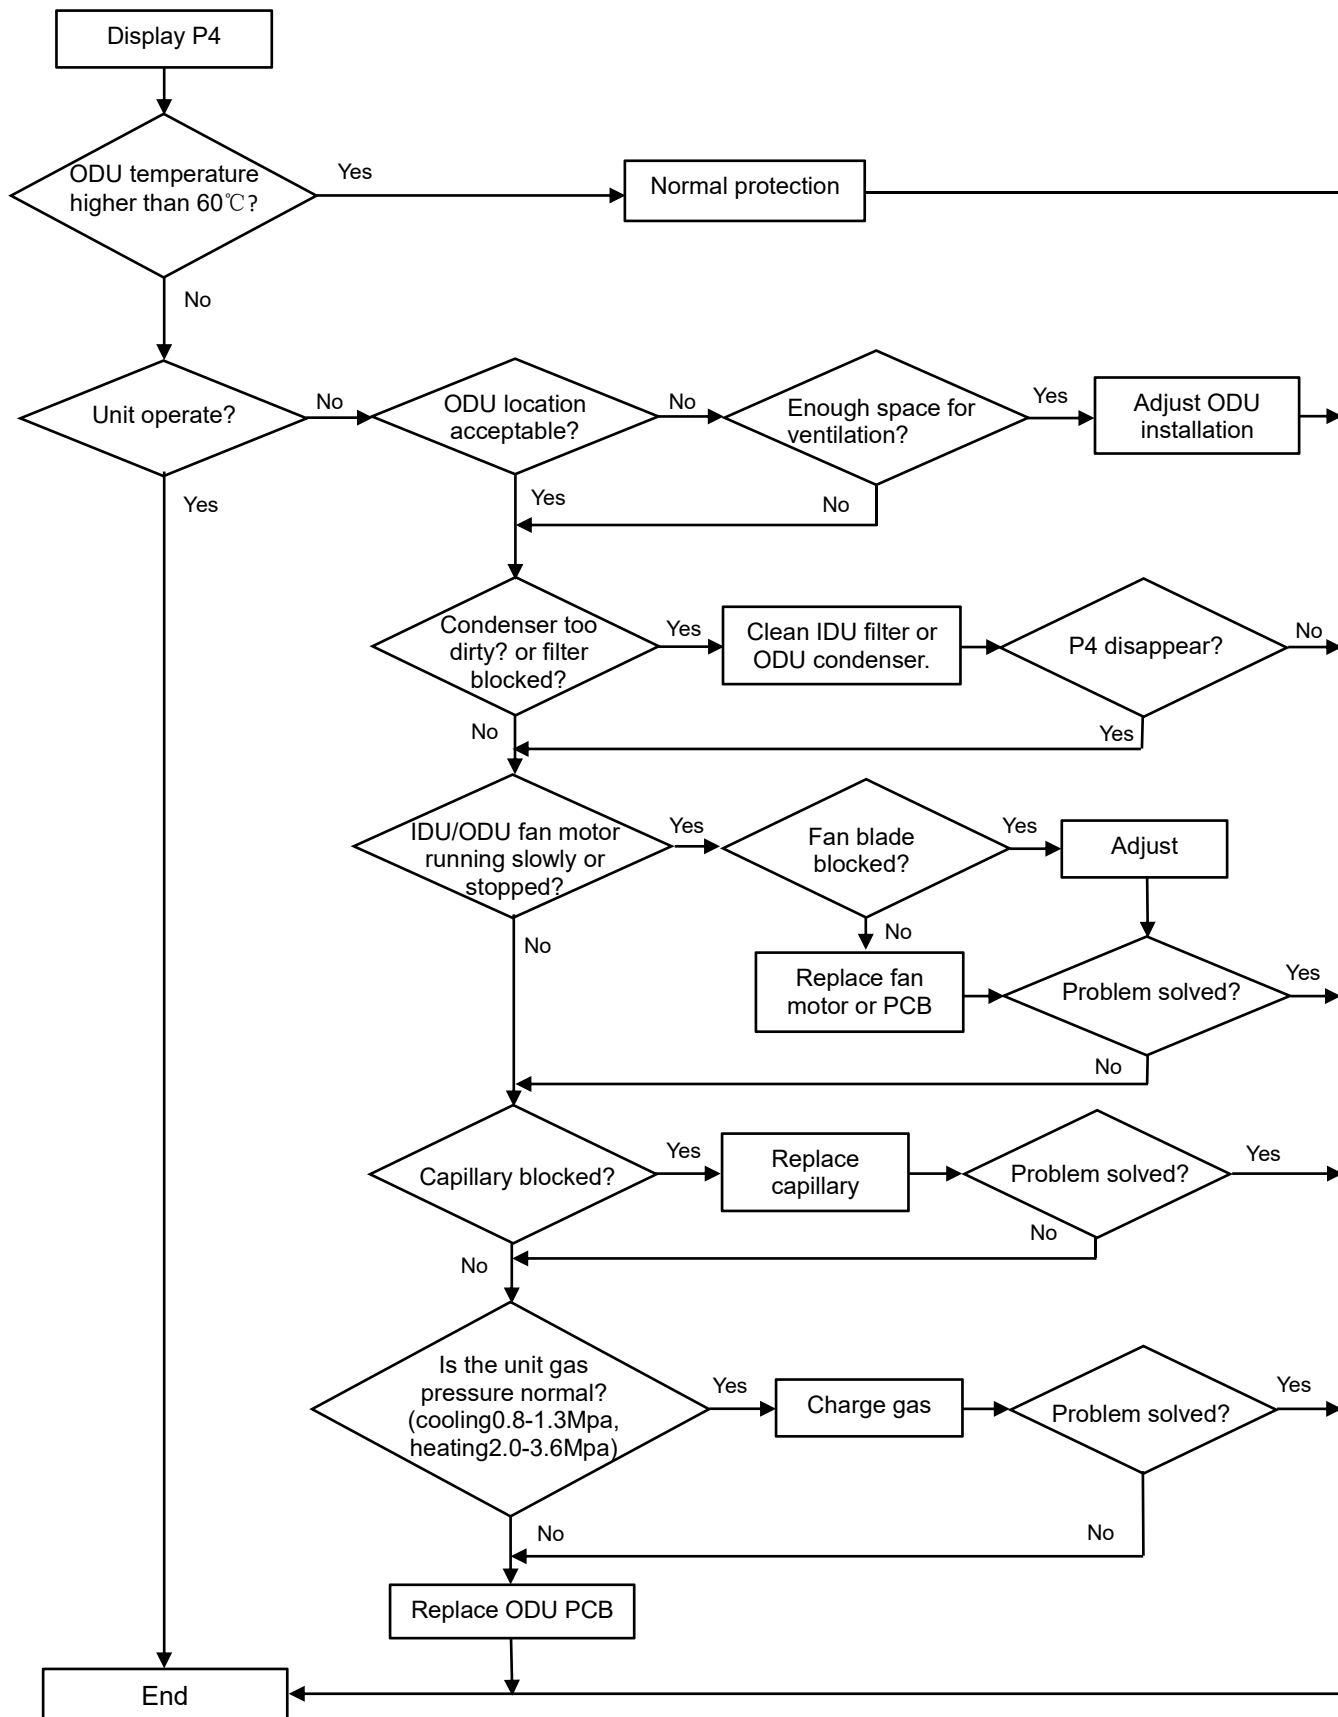 Display P4
ODU temperature
higher than 60℃?
Yes
Normal protection
No
Unit operate?
No
ODU location
acceptable?
No
Enough space for
ventilation?
Yes
Adjust ODU
installation
Yes
Yes
No
Condenser too
dirty? or filter
blocked?
Yes
Clean IDU filter or
ODU condenser.
P4 disappear?
No
No
Yes
IDU/ODU fan motor
running slowly or
stopped?
Yes
Fan blade
blocked?
Yes
Adjust
No
No
Replace fan
motor or PCB
Problem solved?
Yes
No
Capillary blocked?
Yes
Replace
capillary
Problem solved?
Yes
No
No
Is the unit gas
pressure normal?
(cooling0.8-1.3Mpa,
heating2.0-3.6Mpa)
Yes
Charge gas
Problem solved?
Yes
No
No
Replace ODU PCB
End